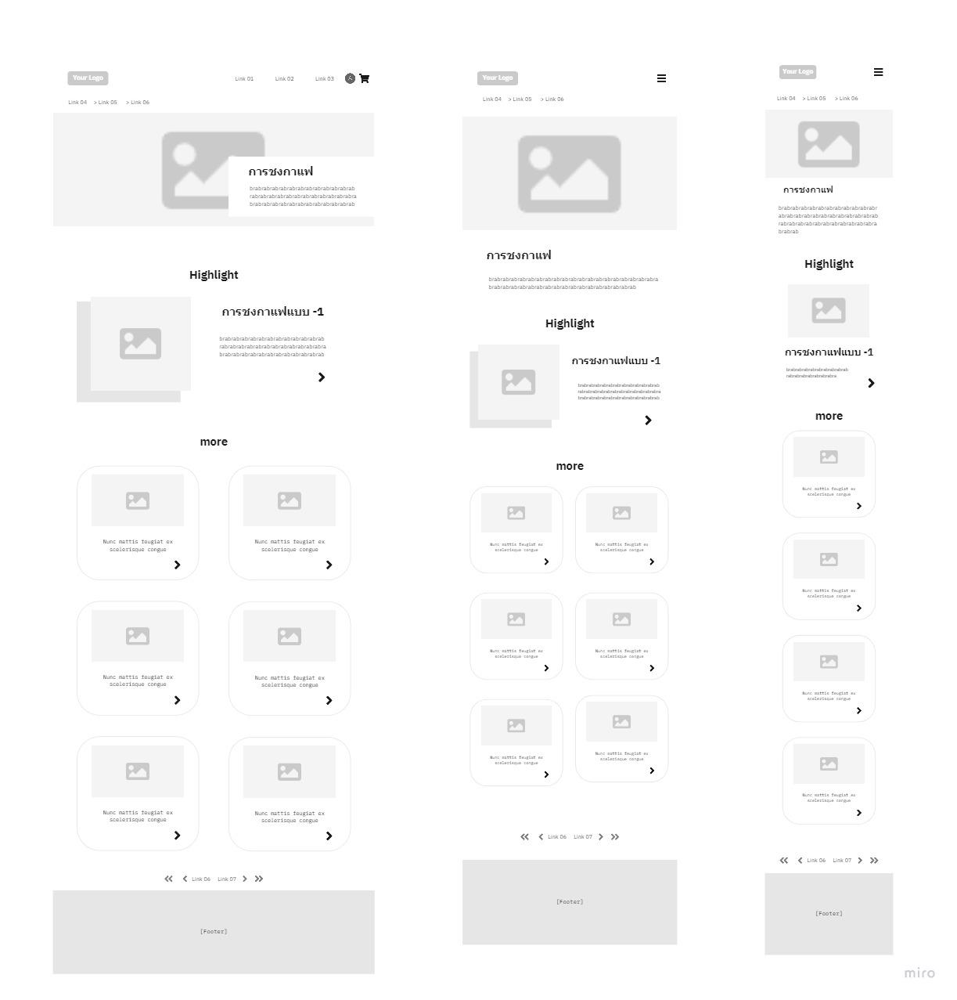 Your Logo
Link 01 Link 02 Link 03
Link 04 > Link 05 > Link 06
การชงกาแฟ
brabrabrabrabrabrabrabrabrabrabrabrab
rabrabrabrabrabrabrabrabrabrabrabrabra
brabrabrabrabrabrabrabrabrabrabrabrab
Highlight
การชงกาแฟแบบ -1
brabrabrabrabrabrabrabrabrabrabrabrab
rabrabrabrabrabrabrabrabrabrabrabrabra
brabrabrabrabrabrabrabrabrabrabrabrab
more
Nunc mattis feugiat ex
scelerisque congue
Nunc mattis feugiat ex
scelerisque congue
Nunc mattis feugiat ex
scelerisque congue
Nunc mattis feugiat ex
scelerisque congue
Nunc mattis feugiat ex
scelerisque congue
Nunc mattis feugiat ex
scelerisque congue
Link 06 Link 07
[Footer]
Your Logo
Link 04 > Link 05 > Link 06
การชงกาแฟ
brabrabrabrabrabrabrabrabrabrabrabrabrabrabrabrabrabrabrabra
brabrabrabrabrabrabrabrabrabrabrabrabrabrabrabrabrab
Highlight
การชงกาแฟแบบ -1
brabrabrabrabrabrabrabrabrabrabrabrab
rabrabrabrabrabrabrabrabrabrabrabrabra
brabrabrabrabrabrabrabrabrabrabrabrab
more
Nunc mattis feugiat ex
scelerisque congue
Nunc mattis feugiat ex
scelerisque congue
Nunc mattis feugiat ex
scelerisque congue
Nunc mattis feugiat ex
scelerisque congue
Nunc mattis feugiat ex
scelerisque congue
Nunc mattis feugiat ex
scelerisque congue
Link 06 Link 07
[Footer]
Your Logo
Link 04 > Link 05 > Link 06
การชงกาแฟ
brabrabrabrabrabrabrabrabrabrabrabr
abrabrabrabrabrabrabrabrabrabrabrab
rabrabrabrabrabrabrabrabrabrabrabra
brabrab
Highlight
การชงกาแฟแบบ -1
brabrabrabrabrabrabrabrabrab
rabrabrabrabrabrabrabra
more
Nunc mattis feugiat ex
scelerisque congue
Nunc mattis feugiat ex
scelerisque congue
Nunc mattis feugiat ex
scelerisque congue
Nunc mattis feugiat ex
scelerisque congue
Link 06 Link 07
[Footer]
miro